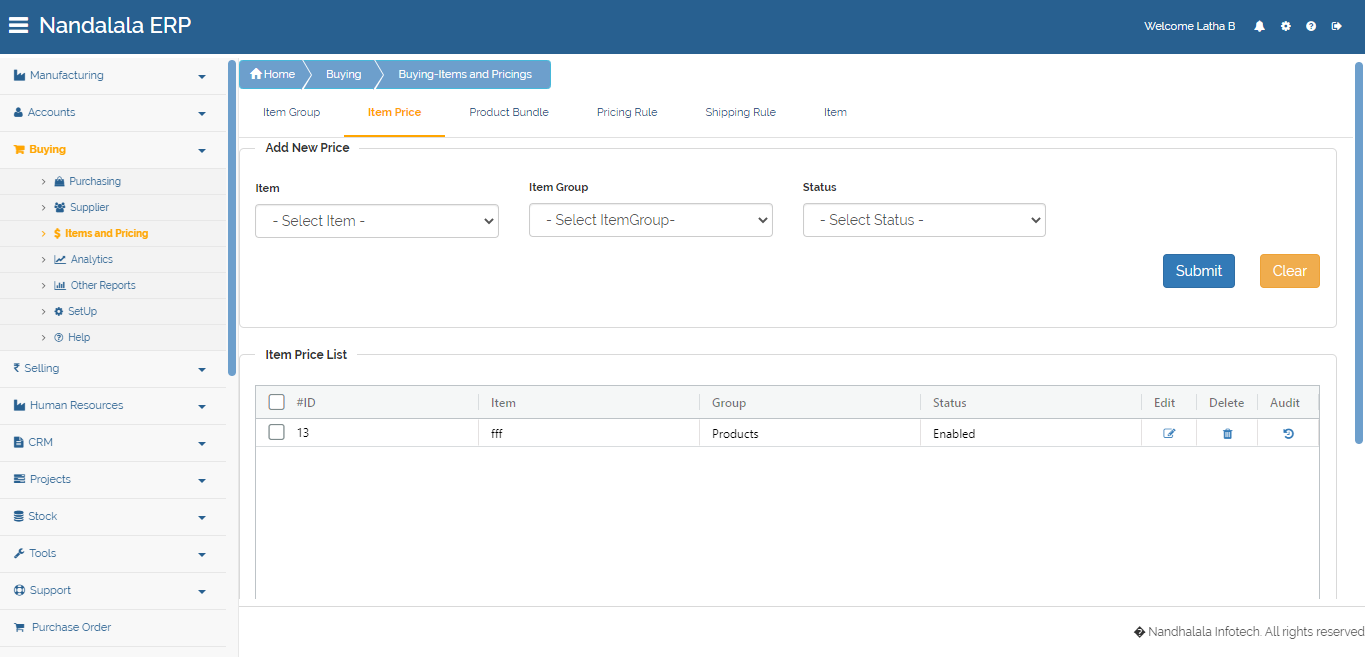 Nandalala ERP
Welcome Latha B
Manufacturing
Accounts
Buying
Purchasing
Supplier
$ Items and Pricing
Analytics
Other Reports
SetUp
Help
₹ Selling
Human Resources
CRM
Projects
Stock
Tools
Support
Purchase Order
Home Buying Buying-Items and Pricings
Item Group Item Price Product Bundle Pricing Rule Shipping Rule Item
Add New Price
Item Item Group Status
- Select Item - - Select ItemGroup- - Select Status -
Submit Clear
Item Price List
#ID Item Group Status Edit Delete Audit
13 fff Products Enabled
� Nandhalala Infotech. All rights reserved